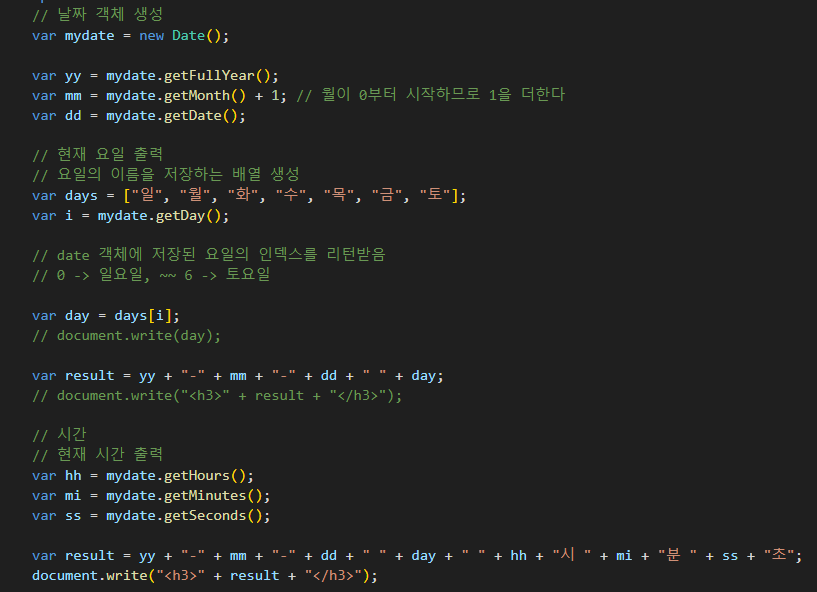 // 날짜 객체 생성
var mydate = new Date();
var yy = mydate.getFullYear();
var mm = mydate.getMonth() + 1; // 월이 0부터 시작하므로 1을 더한다
var dd = mydate.getDate();
// 현재 요일 출력
// 요일의 이름을 저장하는 배열 생성
var days = ["일", "월", "화", "수", "목", "금", "토"];
var i = mydate.getDay();
// date 객체에 저장된 요일의 인덱스를 리턴받음
// 0 -> 일요일, ~~ 6 -> 토요일
var day = days[i];
// document.write(day);
var result = yy + "-" + mm + "-" + dd + " " + day;
// document.write("<h3>" + result + "</h3>");
// 시간
// 현재 시간 출력
var hh = mydate.getHours();
var mi = mydate.getMinutes();
var ss = mydate.getSeconds();
var result = yy + "-" + mm + "-" + dd + " " + day + " " + hh + "시 " + mi + "분 " + ss + "초";
document.write("<h3>" + result + "</h3>");